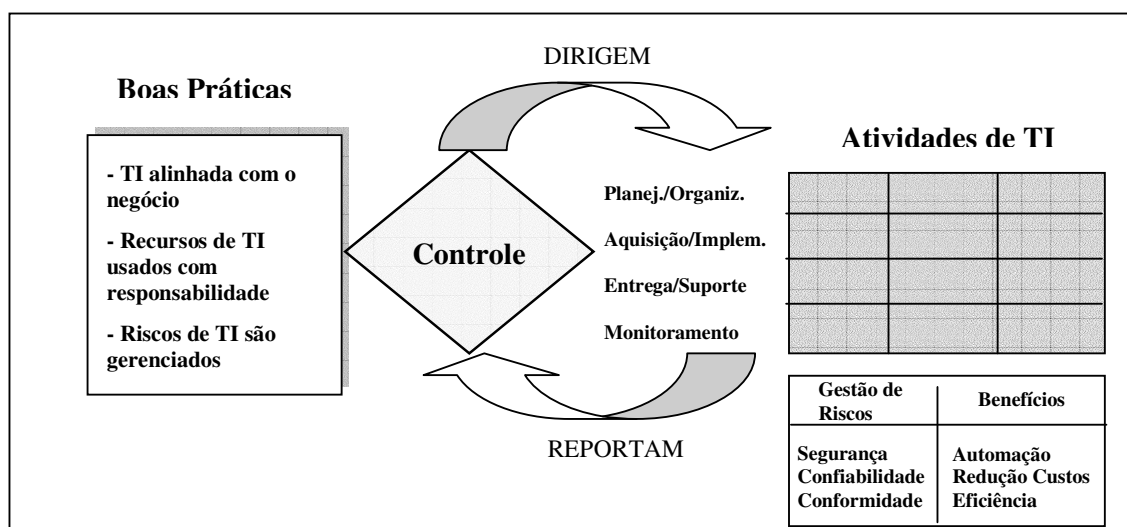 DIRIGEM
Boas Práticas
- TI alinhada com o
negócio
- Recursos de TI
usados com
responsabilidade
- Riscos de TI são
gerenciados
Controle
Planej./Organiz.
Aquisição/Implem.
Entrega/Suporte
Monitoramento
REPORTAM
Atividades de TI
Gestão de
Riscos
Benefícios
Segurança
Confiabilidade
Conformidade
Automação
Redução Custos
Eficiência